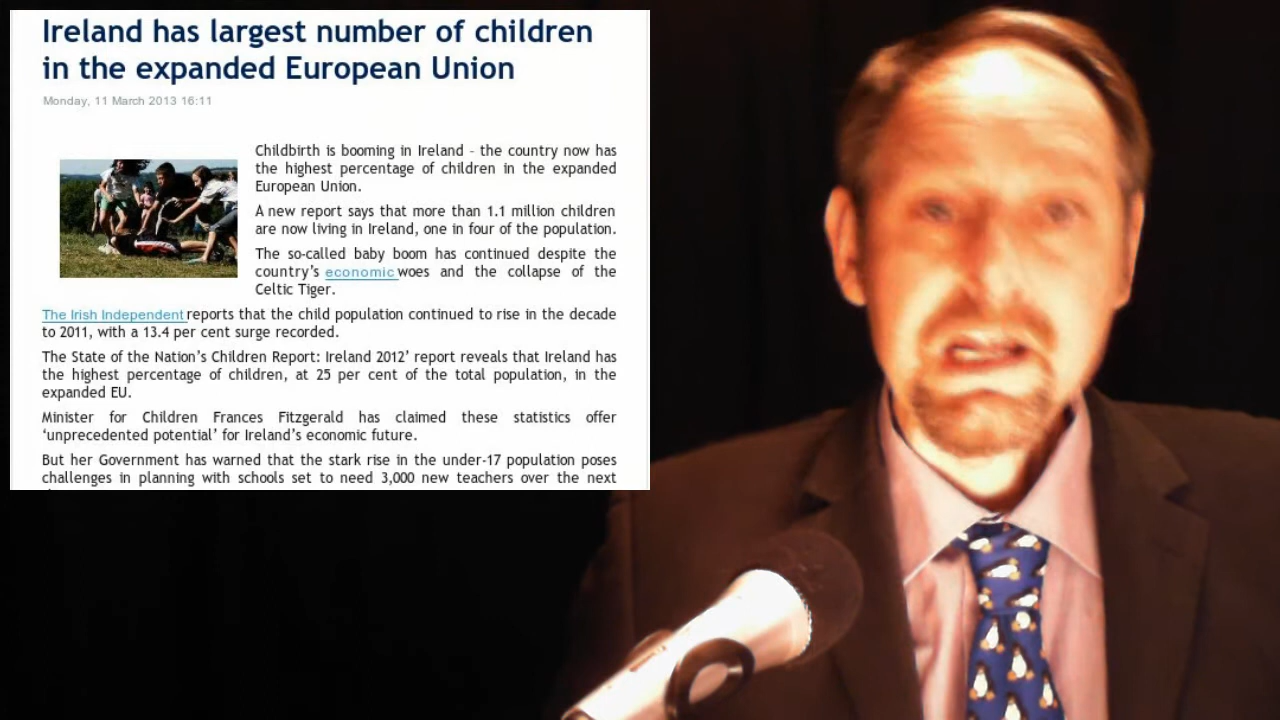 Ireland has largest number of children
in the expanded European Union
Monday, 11 March 2013 16:11
Childbirth is booming in Ireland - the country now has
the highest percentage of children in the expanded
European Union.
A new report says that more than 1.1 million children
are now living in Ireland, one in four of the population.
The so-called baby boom has continued despite the
country's economic woes and the collapse of the
Celtic Tiger.
The Irish Independent reports that the child population continued to rise in the decade
to 2011, with a 13.4 per cent surge recorded.
The State of the Nation's Children Report: Ireland 2012' report reveals that Ireland has
the highest percentage of children, at 25 per cent of the total population, in the
expanded EU.
Minister for Children Frances Fitzgerald has claimed these statistics offer
'unprecedented potential' for Ireland's economic future.
But her Government has warned that the stark rise in the under-17 population poses
challenges in planning with schools set to need 3,000 new teachers over the next